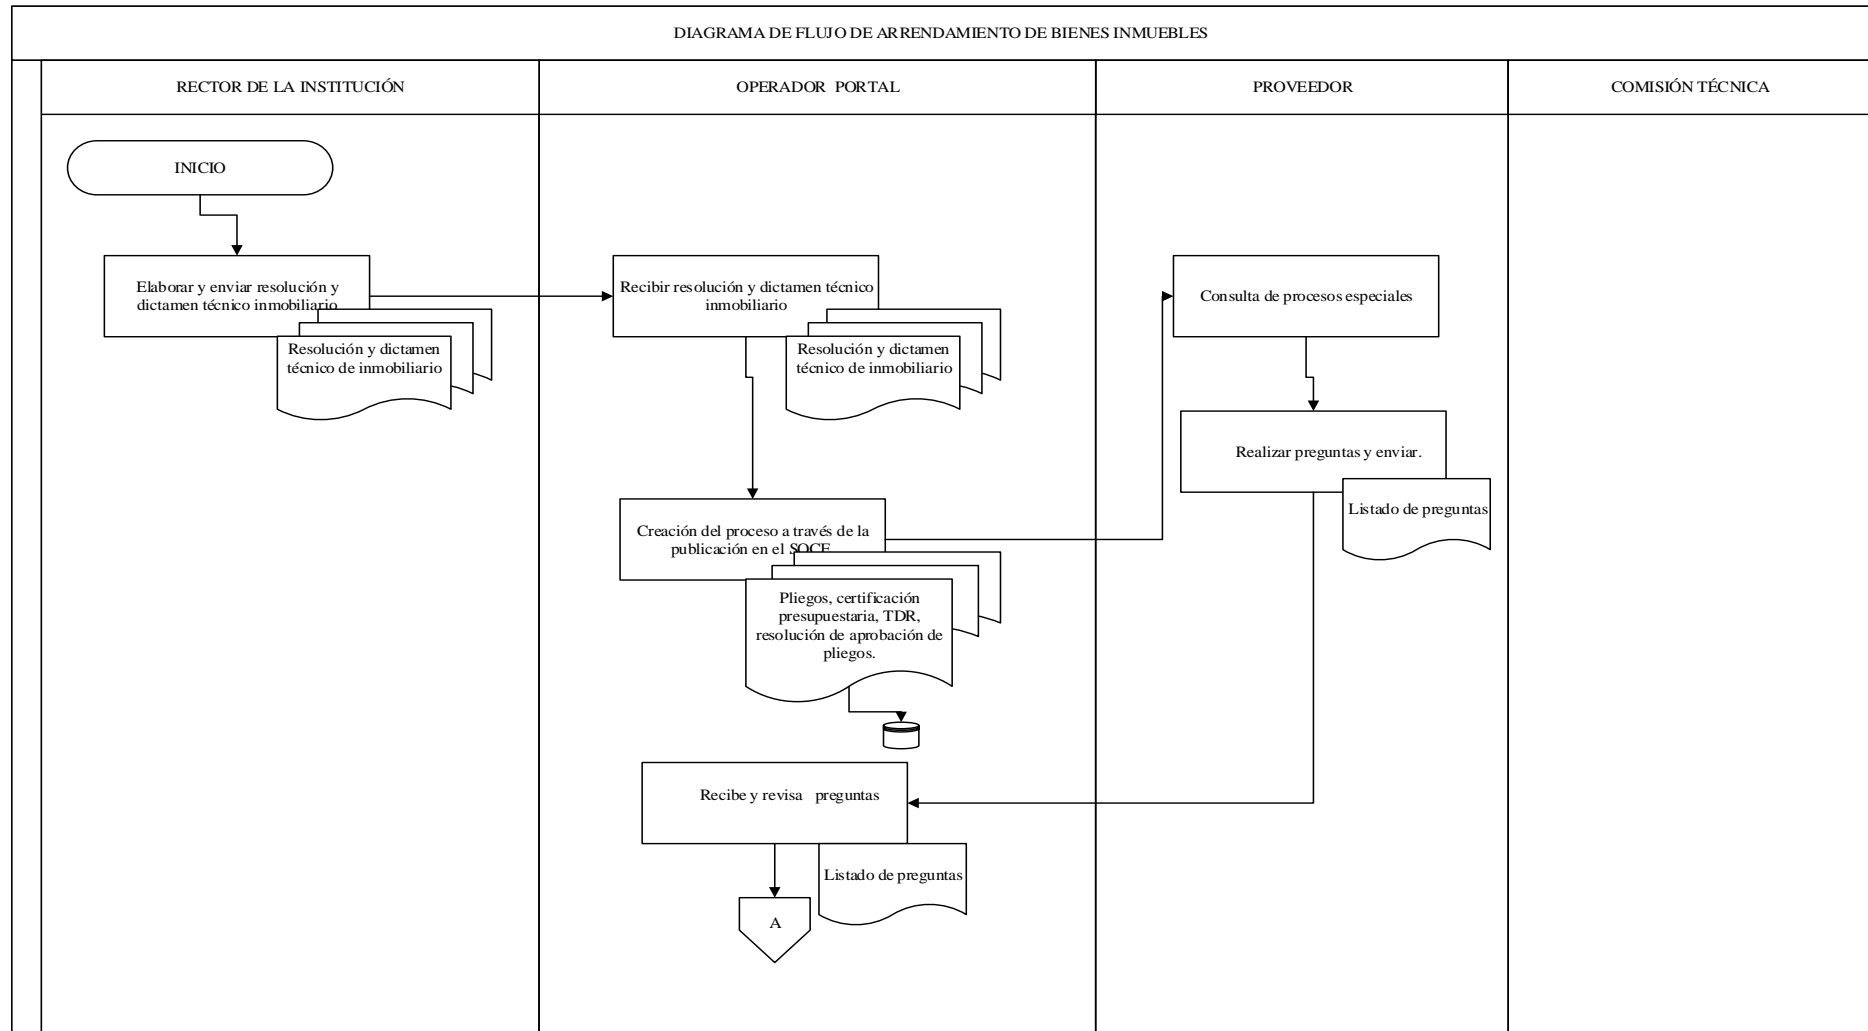 DIAGRAMA DE FLUJO DE ARRENDAMIENTO DE BIENES INMUEBLES
RECTOR DE LA INSTITUCIÓN
OPERADOR PORTAL
PROVEEDOR
COMISIÓN TÉCNICA
INICIO
Elaborar y enviar resolución y
dictamen técnico inmobiliario
Resolución y dictamen
técnico de inmobiliario
Recibir resolución y dictamen técnico
inmobiliario
Resolución y dictamen
técnico de inmobiliario
Consulta de procesos especiales
Realizar preguntas y enviar.
Listado de preguntas
Creación del proceso a través de la
publicación en el SOCE
Pliegos, certificación
presupuestaria, TDR,
resolución de aprobación de
pliegos.
Recibe y revisa preguntas
Listado de preguntas
A